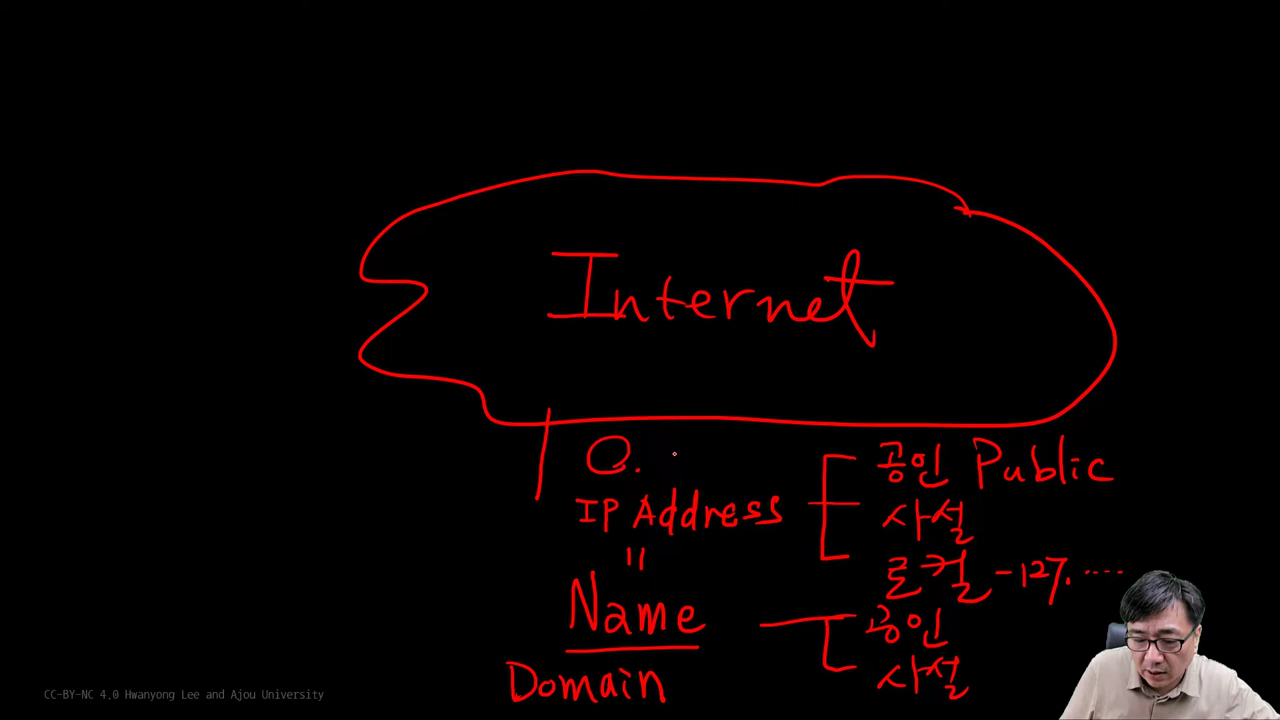 Internet
0.
IP Address
공인 Public
사설
로컬 - 127. .....
"
Name
공인
사설
Domain
CC-BY-NC 4.0 Hwanyong Lee and Ajou University